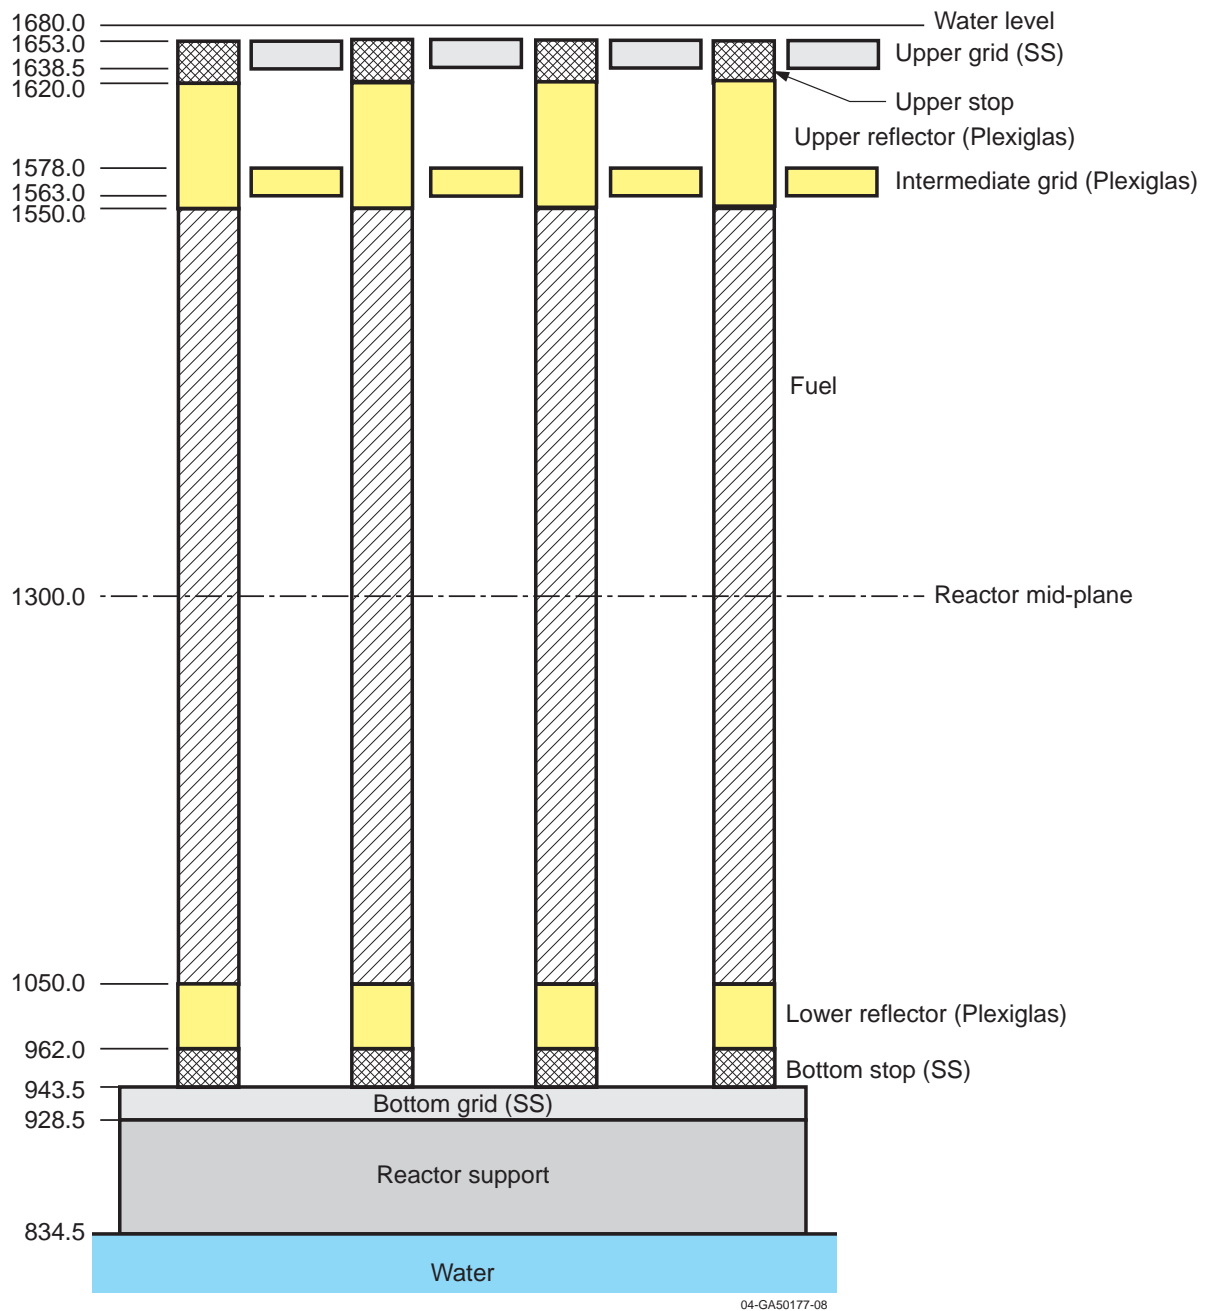 1680.0
Water level
1653.0
Upper grid (SS)
1638.5
1620.0
Upper stop
Upper reflector (Plexiglas)
1578.0
Intermediate grid (Plexiglas)
1563.0
1550.0
Fuel
1300.0
Reactor mid-plane
1050.0
Lower reflector (Plexiglas)
962.0
Bottom stop (SS)
943.5
Bottom grid (SS)
928.5
Reactor support
834.5
Water
04-GA50177-08